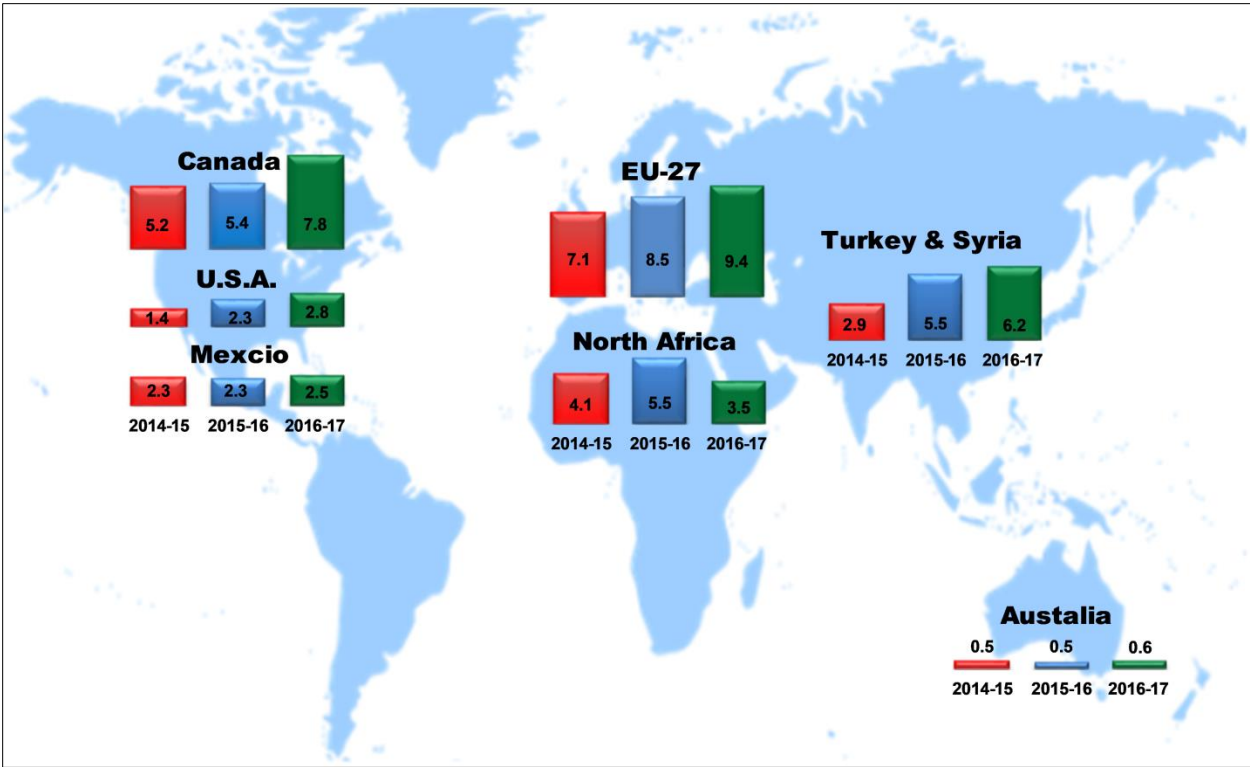 Canada
5.2 5.4 7.8
U.S.A.
1.4 2.3 2.8
Mexcio
2.3 2.3 2.5
2014-15 2015-16 2016-17
EU-27
7.1 8.5 9.4
North Africa
4.1 5.5 3.5
2014-15 2015-16 2016-17
Turkey & Syria
2.9 5.5 6.2
2014-15 2015-16 2016-17
Austalia
0.5 0.5 0.6
2014-15 2015-16 2016-17